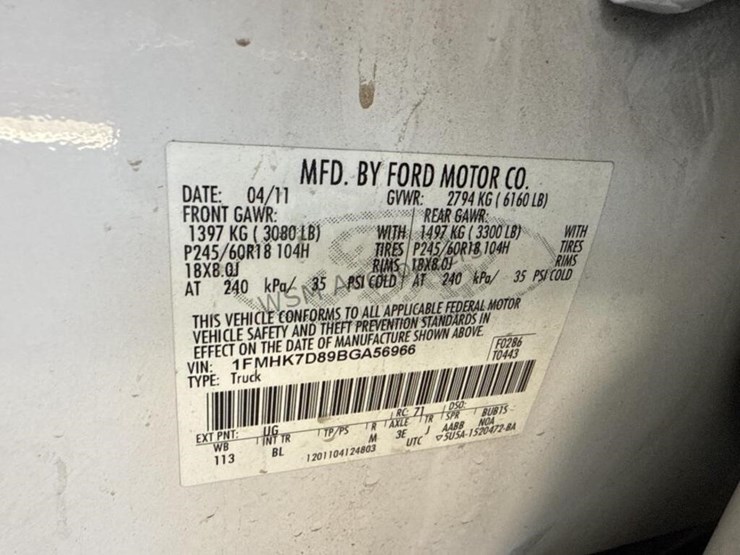 MFD. BY FORD MOTOR CO.
DATE: 04/11 GVWR: 2794 KG ( 6160 LB)
FRONT GAWR: REAR GAWR:
1397 KG ( 3080 LB) WITH 1497 KG ( 3300 LB) WITH
P245/60R18 104H TIRES P245/60R18 104H TIRES
18X8.0J RIMS 18X8.0J RIMS
AT 240 kPa/ 35 PSI COLD AT 240 kPa/ 35 PSI COLD
THIS VEHICLE CONFORMS TO ALL APPLICABLE FEDERAL MOTOR
VEHICLE SAFETY AND THEFT PREVENTION STANDARDS IN
EFFECT ON THE DATE OF MANUFACTURE SHOWN ABOVE.
VIN: 1FMHK7D89BGA56966 F0286
TYPE: Truck T0443
EXT PNT: UG RC: 71 DSO:
WB INT TR TP/PS R AXLE TR SPR BUBTS
113 BL M 3E J AABB NOA
1201104124803 UTC 5U5A-1520472-BA